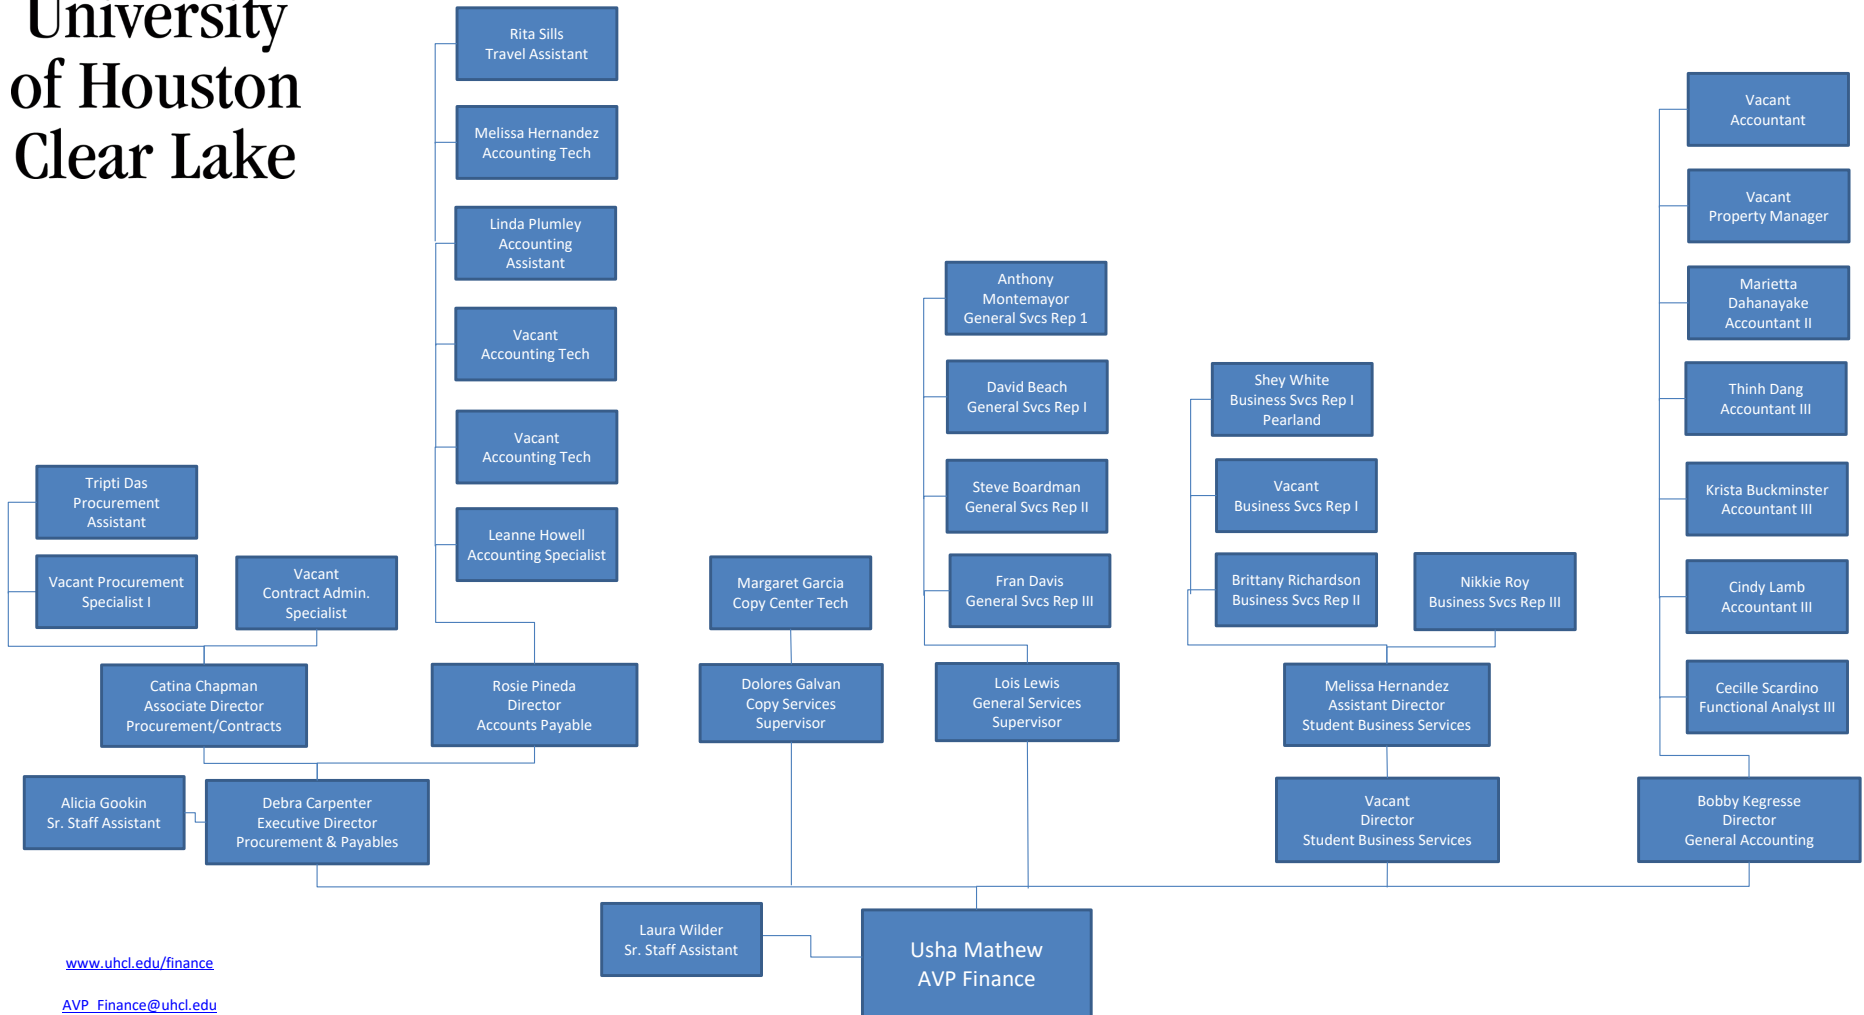 University
of Houston
Clear Lake
Rita Sills
Travel Assistant
Melissa Hernandez
Accounting Tech
Linda Plumley
Accounting
Assistant
Vacant
Accounting Tech
Vacant
Accounting Tech
Leanne Howell
Accounting Specialist
Tripti Das
Procurement
Assistant
Vacant Procurement
Specialist I
Vacant
Contract Admin.
Specialist
Catina Chapman
Associate Director
Procurement/Contracts
Rosie Pineda
Director
Accounts Payable
Alicia Gookin
Sr. Staff Assistant
Debra Carpenter
Executive Director
Procurement & Payables
Margaret Garcia
Copy Center Tech
Dolores Galvan
Copy Services
Supervisor
Anthony
Montemayor
General Svcs Rep 1
David Beach
General Svcs Rep I
Steve Boardman
General Svcs Rep II
Fran Davis
General Svcs Rep III
Lois Lewis
General Services
Supervisor
Shey White
Business Svcs Rep I
Pearland
Vacant
Business Svcs Rep I
Brittany Richardson
Business Svcs Rep II
Nikkie Roy
Business Svcs Rep III
Melissa Hernandez
Assistant Director
Student Business Services
Vacant
Director
Student Business Services
Vacant
Accountant
Vacant
Property Manager
Marietta
Dahanayake
Accountant II
Thinh Dang
Accountant III
Krista Buckminster
Accountant III
Cindy Lamb
Accountant III
Cecille Scardino
Functional Analyst III
Bobby Kegresse
Director
General Accounting
Laura Wilder
Sr. Staff Assistant
Usha Mathew
AVP Finance
www.uhcl.edu/finance
AVP_Finance@uhcl.edu